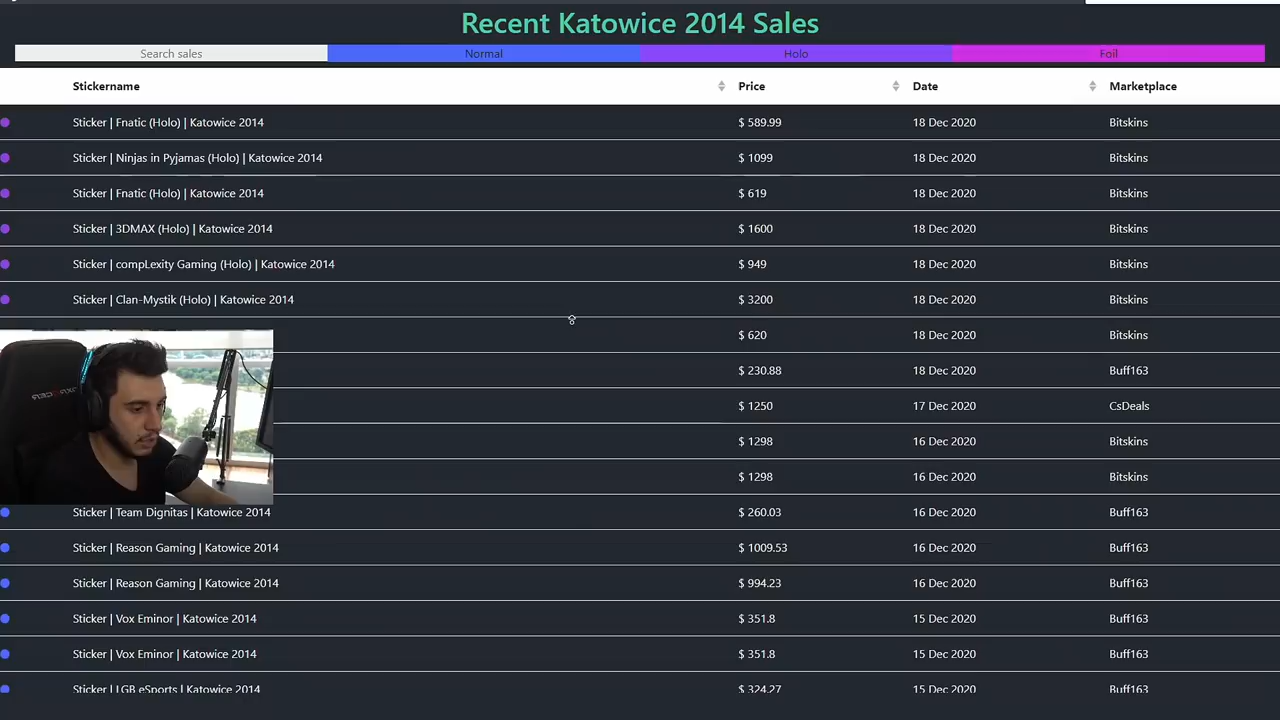 Recent Katowice 2014 Sales
Search sales Normal Holo Foil
Stickername Price Date Marketplace
Sticker | Fnatic (Holo) | Katowice 2014 $ 589.99 18 Dec 2020 Bitskins
Sticker | Ninjas in Pyjamas (Holo) | Katowice 2014 $ 1099 18 Dec 2020 Bitskins
Sticker | Fnatic (Holo) | Katowice 2014 $ 619 18 Dec 2020 Bitskins
Sticker | 3DMAX (Holo) | Katowice 2014 $ 1600 18 Dec 2020 Bitskins
Sticker | compLexity Gaming (Holo) | Katowice 2014 $ 949 18 Dec 2020 Bitskins
Sticker | Clan-Mystik (Holo) | Katowice 2014 $ 3200 18 Dec 2020 Bitskins
$ 620 18 Dec 2020 Bitskins
$ 230.88 18 Dec 2020 Buff163
$ 1250 17 Dec 2020 CsDeals
$ 1298 16 Dec 2020 Bitskins
$ 1298 16 Dec 2020 Bitskins
Sticker | Team Dignitas | Katowice 2014 $ 260.03 16 Dec 2020 Buff163
Sticker | Reason Gaming | Katowice 2014 $ 1009.53 16 Dec 2020 Buff163
Sticker | Reason Gaming | Katowice 2014 $ 994.23 16 Dec 2020 Buff163
Sticker | Vox Eminor | Katowice 2014 $ 351.8 15 Dec 2020 Buff163
Sticker | Vox Eminor | Katowice 2014 $ 351.8 15 Dec 2020 Buff163
Sticker | LGB eSports | Katowice 2014 $ 324.27 15 Dec 2020 Buff163